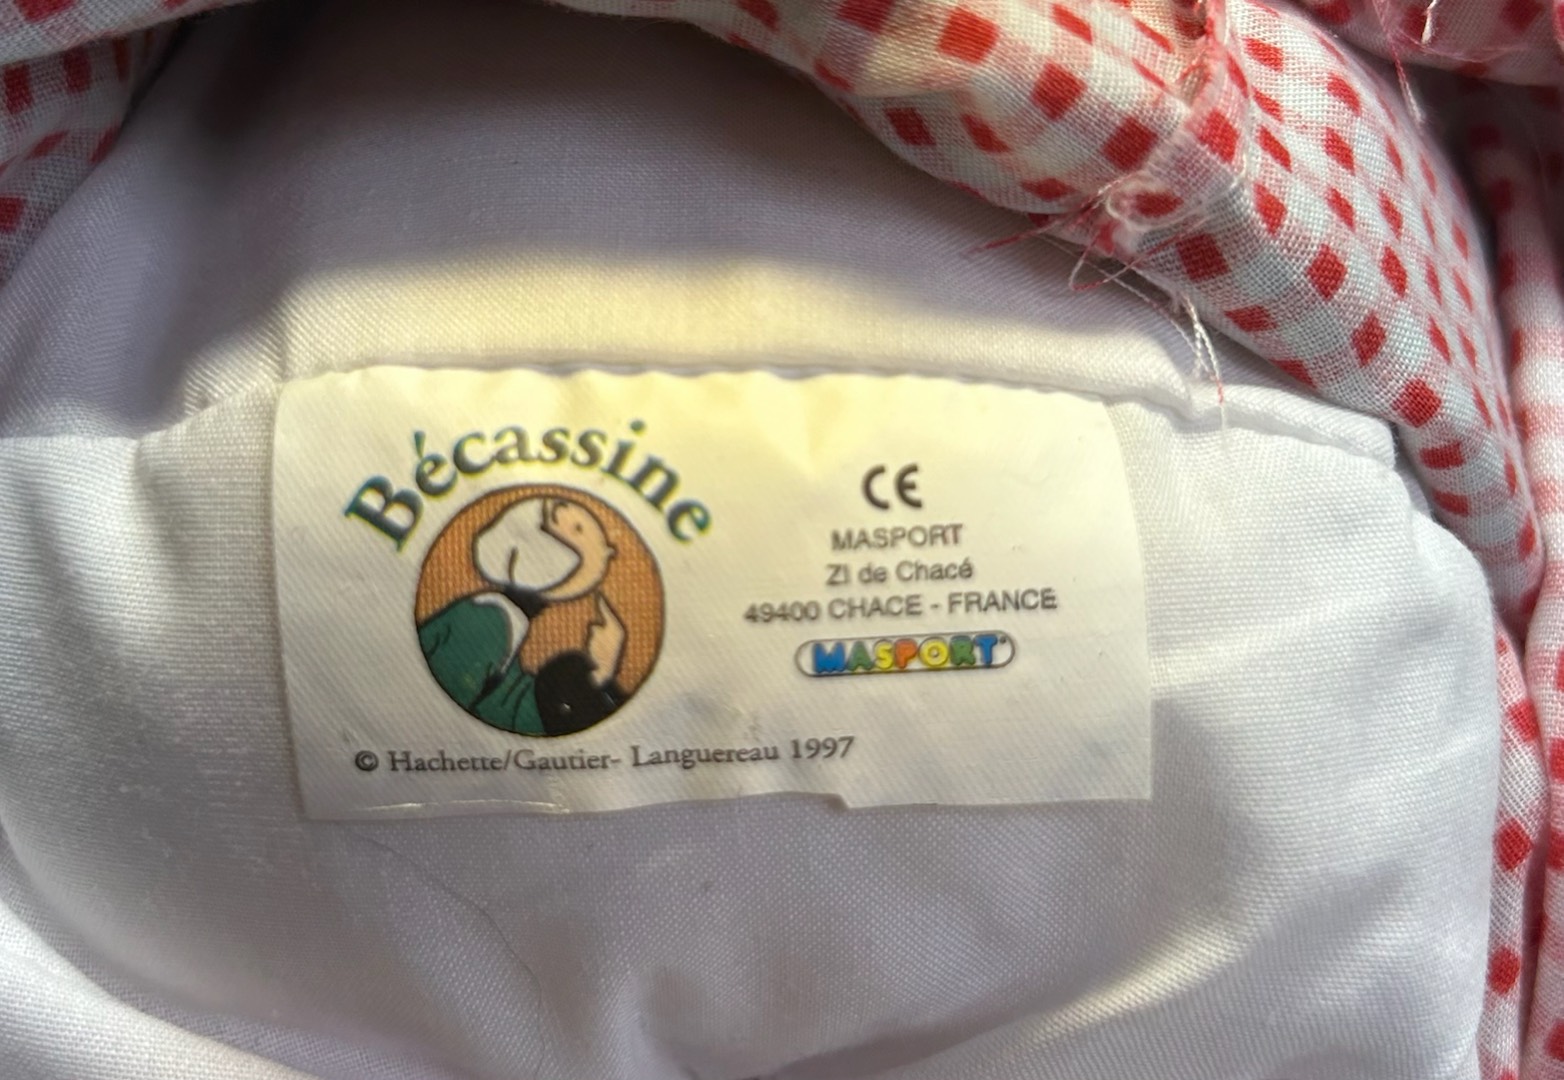 Bécassine
CE
MASPORT
ZI de Chacé
49400 CHACE - FRANCE
MASPORT
© Hachette/Gautier- Languereau 1997